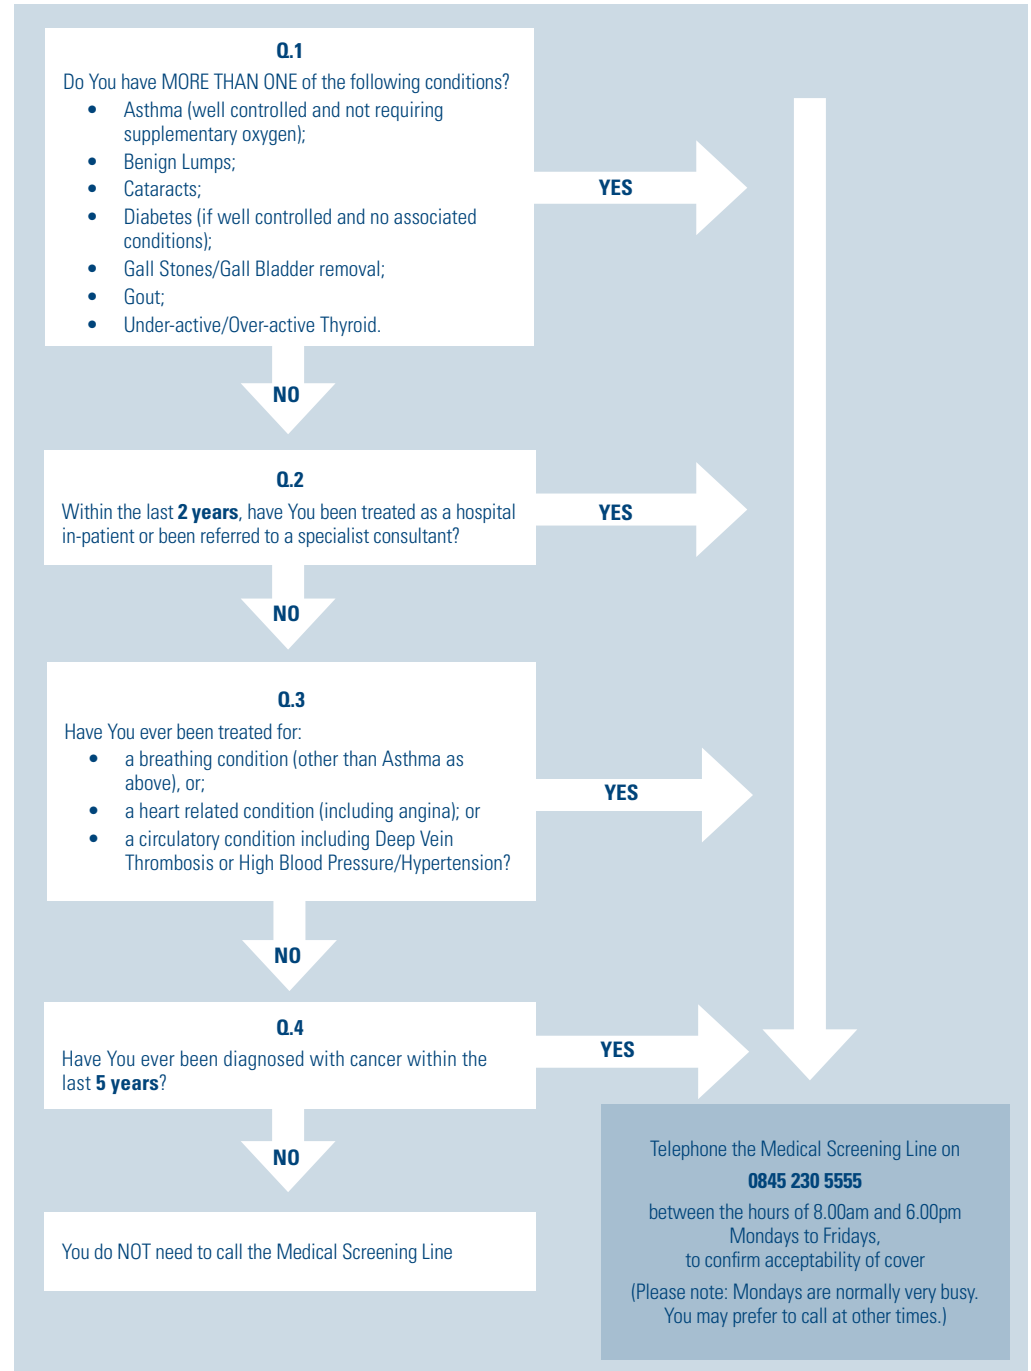 Q.1
Do You have MORE THAN ONE of the following conditions?
• Asthma (well controlled and not requiring
supplementary oxygen);
• Benign Lumps;
• Cataracts;
• Diabetes (if well controlled and no associated
conditions);
• Gall Stones/Gall Bladder removal;
• Gout;
• Under-active/Over-active Thyroid.
YES
NO
Q.2
Within the last 2 years, have You been treated as a hospital
in-patient or been referred to a specialist consultant?
YES
NO
Q.3
Have You ever been treated for:
• a breathing condition (other than Asthma as
above), or;
• a heart related condition (including angina); or
• a circulatory condition including Deep Vein
Thrombosis or High Blood Pressure/Hypertension?
YES
NO
Q.4
Have You ever been diagnosed with cancer within the
last 5 years?
YES
NO
You do NOT need to call the Medical Screening Line
Telephone the Medical Screening Line on
0845 230 5555
between the hours of 8.00am and 6.00pm
Mondays to Fridays,
to confirm acceptability of cover
(Please note: Mondays are normally very busy.
You may prefer to call at other times.)